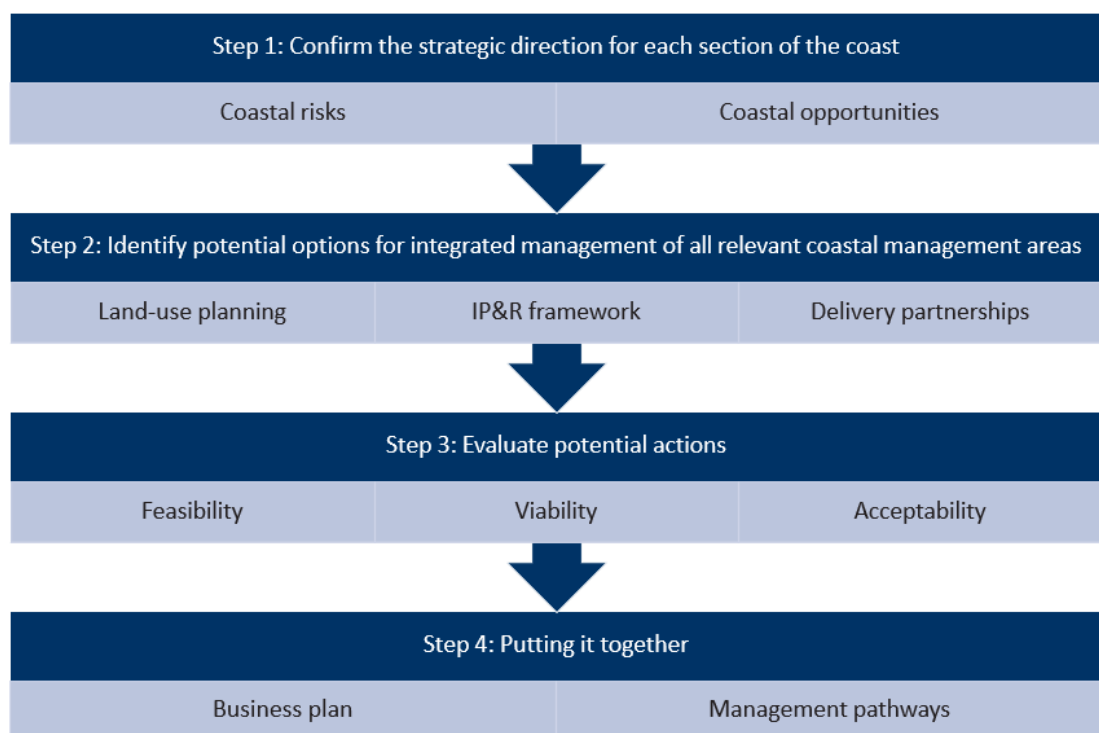 Step 1: Confirm the strategic direction for each section of the coast
Coastal risks
Coastal opportunities
Step 2: Identify potential options for integrated management of all relevant coastal management areas
Land-use planning
IP&R framework
Delivery partnerships
Step 3: Evaluate potential actions
Feasibility
Viability
Acceptability
Step 4: Putting it together
Business plan
Management pathways